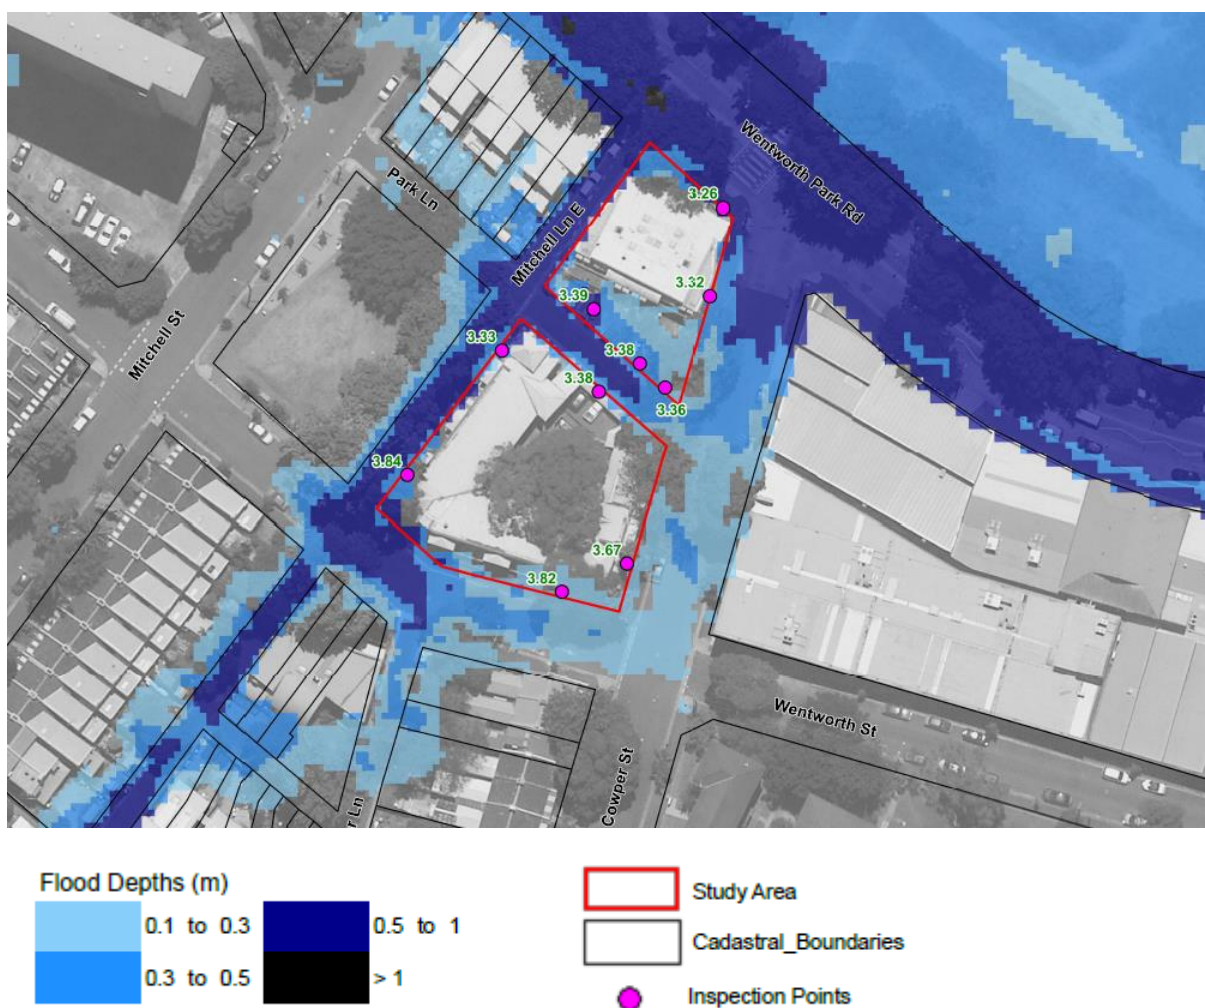 Wentworth Park Rd
Park Ln
Mitchell Ln E
Mitchell St
3.26
3.32
3.39
3.33
3.38
3.38
3.36
3.84
3.67
3.82
Wentworth St
Cowper St
r Ln
Flood Depths (m)
0.1 to 0.3
0.5 to 1
0.3 to 0.5
> 1
Study Area
Cadastral_Boundaries
Inspection Points